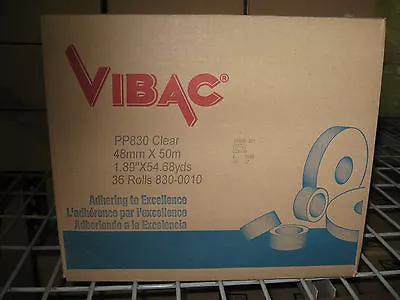 VIBAC®
PP830 Clear
48mm X 50m
1.89"X54.68yds
36 Rolls 830-0010
Adhering to Excellence
L'adhérence par l'excellence
Adheriendo a la Excelencia